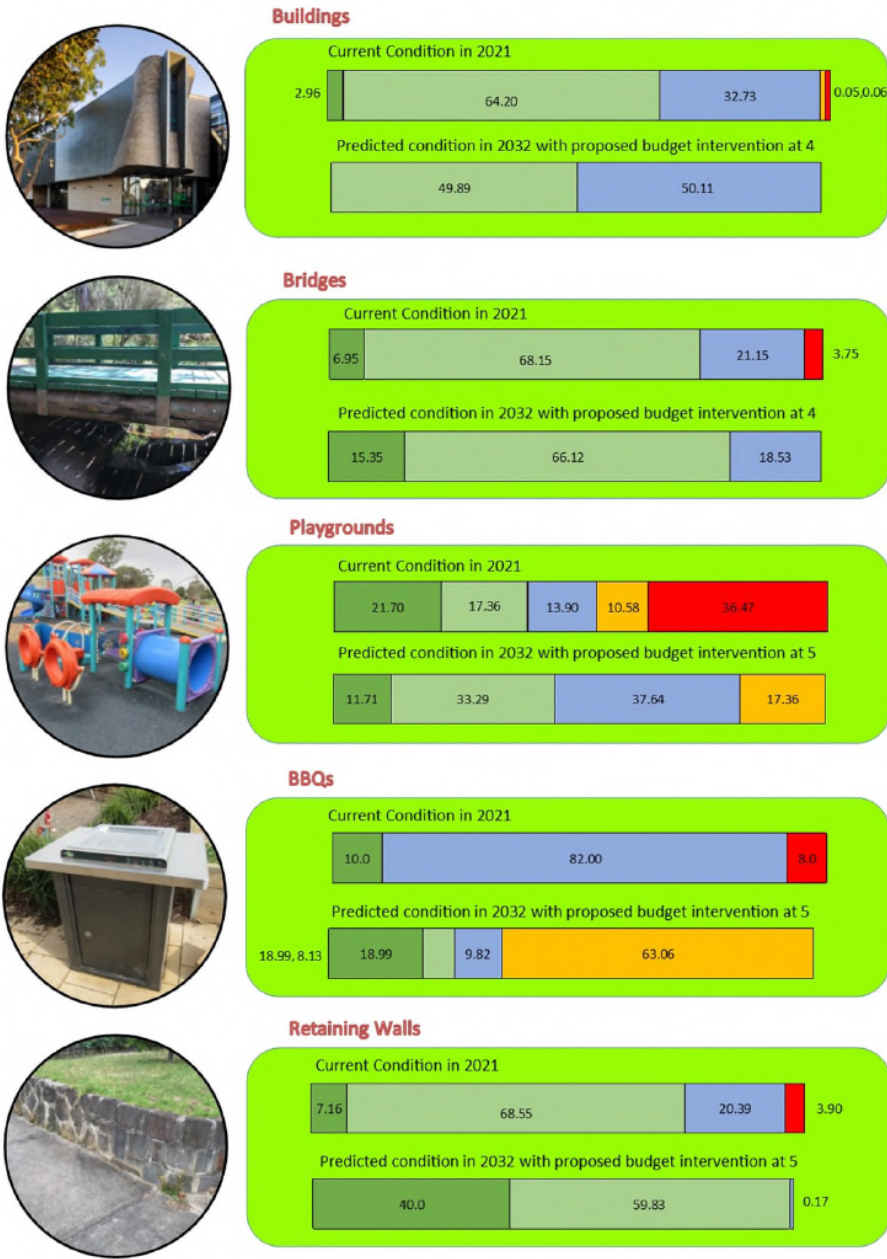 Buildings
Current Condition in 2021
2.96 64.20 32.73 0.05,0.06
Predicted condition in 2032 with proposed budget intervention at 4
49.89 50.11
Bridges
Current Condition in 2021
6.95 68.15 21.15 3.75
Predicted condition in 2032 with proposed budget intervention at 4
15.35 66.12 18.53
Playgrounds
Current Condition in 2021
21.70 17.36 13.90 10.58 36.47
Predicted condition in 2032 with proposed budget intervention at 5
11.71 33.29 37.64 17.36
BBQs
Current Condition in 2021
10.0 82.00 8.0
Predicted condition in 2032 with proposed budget intervention at 5
18.99, 8.13 18.99 9.82 63.06
Retaining Walls
Current Condition in 2021
7.16 68.55 20.39 3.90
Predicted condition in 2032 with proposed budget intervention at 5
40.0 59.83 0.17